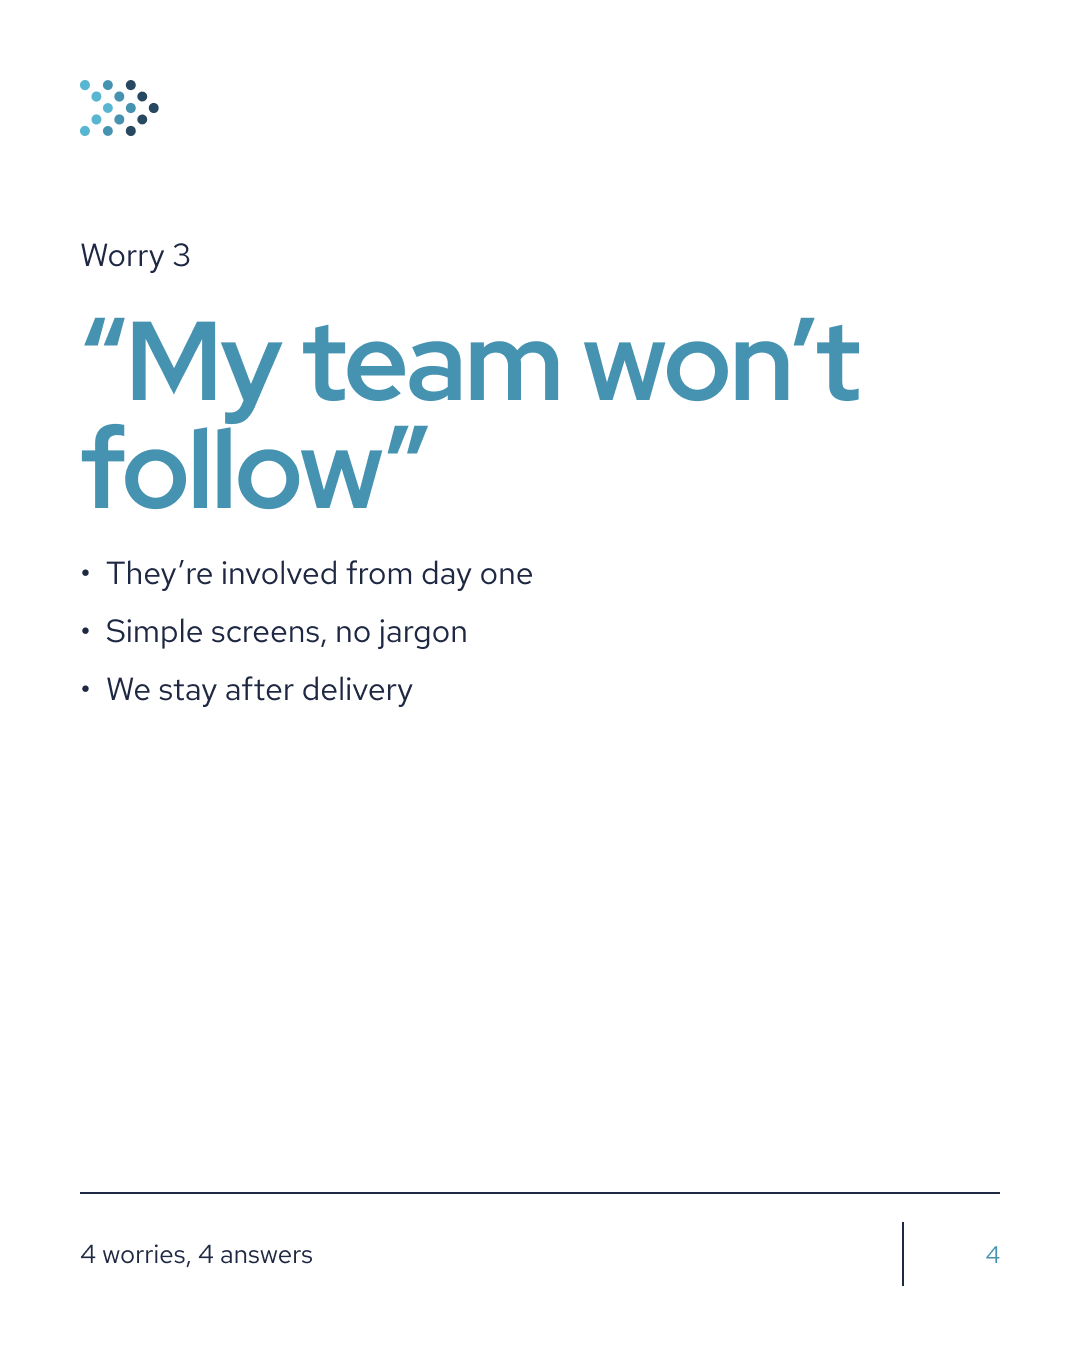 Worry 3
“My team won’t
follow”
• They’re involved from day one
• Simple screens, no jargon
• We stay after delivery
4 worries, 4 answers
4